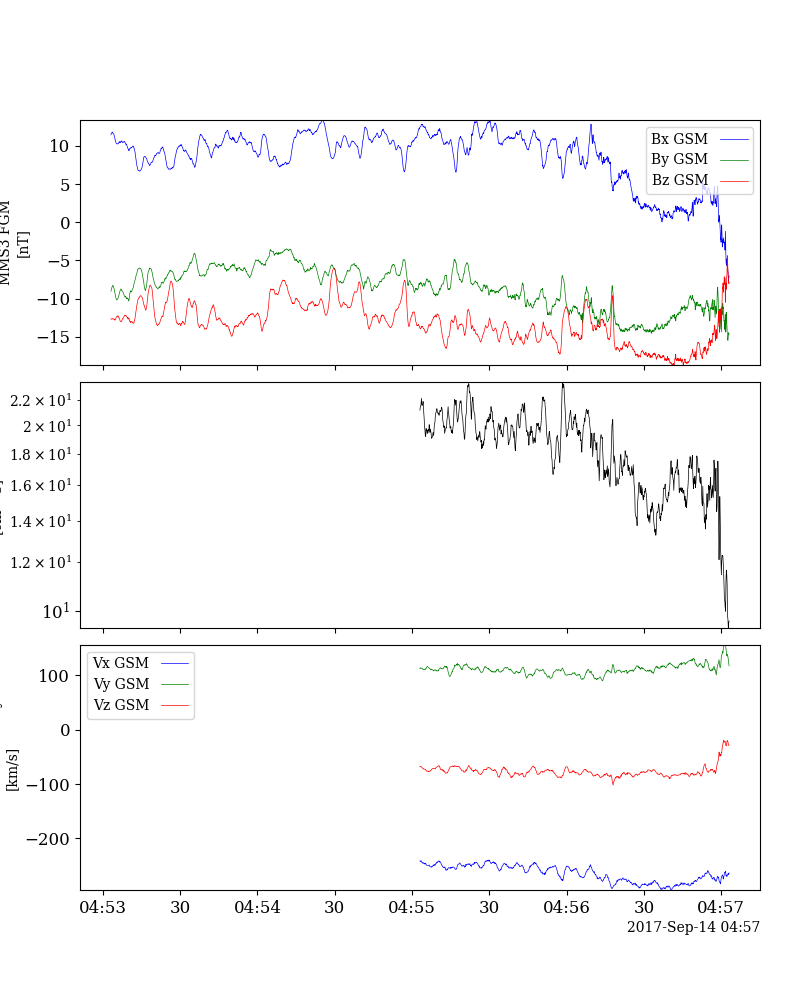 MMS3 FGM
[nT]
10
5
0
−5
−10
−15
Bx GSM
By GSM
Bz GSM
2.2 × 10¹
2 × 10¹
1.8 × 10¹
1.6 × 10¹
1.4 × 10¹
1.2 × 10¹
10¹
[km/s]
100
0
−100
−200
Vx GSM
Vy GSM
Vz GSM
04:53 30 04:54 30 04:55 30 04:56 30 04:57
2017-Sep-14 04:57